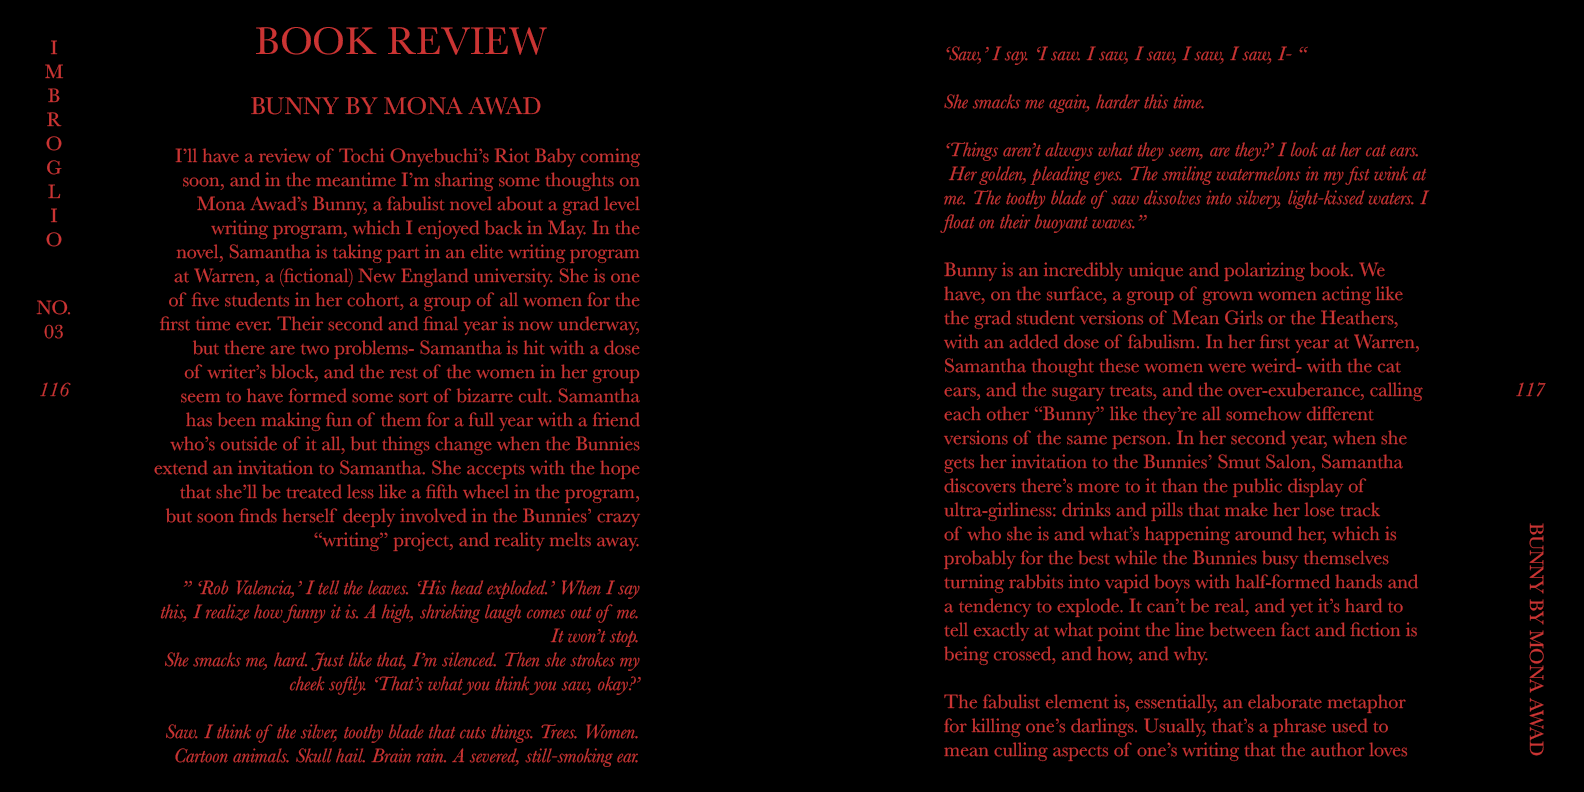 IMBROGLIO
NO.
03
116
BOOK REVIEW
BUNNY BY MONA AWAD
I’ll have a review of Tochi Onyebuchi’s Riot Baby coming
soon, and in the meantime I’m sharing some thoughts on
Mona Awad’s Bunny, a fabulist novel about a grad level
writing program, which I enjoyed back in May. In the
novel, Samantha is taking part in an elite writing program
at Warren, a (fictional) New England university. She is one
of five students in her cohort, a group of all women for the
first time ever. Their second and final year is now underway,
but there are two problems- Samantha is hit with a dose
of writer’s block, and the rest of the women in her group
seem to have formed some sort of bizarre cult. Samantha
has been making fun of them for a full year with a friend
who’s outside of it all, but things change when the Bunnies
extend an invitation to Samantha. She accepts with the hope
that she’ll be treated less like a fifth wheel in the program,
but soon finds herself deeply involved in the Bunnies’ crazy
“writing” project, and reality melts away.
” ‘Rob Valencia,’ I tell the leaves. ‘His head exploded.’ When I say
this, I realize how funny it is. A high, shrieking laugh comes out of me.
It won’t stop.
She smacks me, hard. Just like that, I’m silenced. Then she strokes my
cheek softly. ‘That’s what you think you saw, okay?’
Saw. I think of the silver, toothy blade that cuts things. Trees. Women.
Cartoon animals. Skull hail. Brain rain. A severed, still-smoking ear.
‘Saw,’ I say. ‘I saw. I saw, I saw, I saw, I saw, I- “
She smacks me again, harder this time.
‘Things aren’t always what they seem, are they?’ I look at her cat ears.
Her golden, pleading eyes. The smiling watermelons in my fist wink at
me. The toothy blade of saw dissolves into silvery, light-kissed waters. I
float on their buoyant waves.”
Bunny is an incredibly unique and polarizing book. We
have, on the surface, a group of grown women acting like
the grad student versions of Mean Girls or the Heathers,
with an added dose of fabulism. In her first year at Warren,
Samantha thought these women were weird- with the cat
ears, and the sugary treats, and the over-exuberance, calling
each other “Bunny” like they’re all somehow different
versions of the same person. In her second year, when she
gets her invitation to the Bunnies’ Smut Salon, Samantha
discovers there’s more to it than the public display of
ultra-girliness: drinks and pills that make her lose track
of who she is and what’s happening around her, which is
probably for the best while the Bunnies busy themselves
turning rabbits into vapid boys with half-formed hands and
a tendency to explode. It can’t be real, and yet it’s hard to
tell exactly at what point the line between fact and fiction is
being crossed, and how, and why.
The fabulist element is, essentially, an elaborate metaphor
for killing one’s darlings. Usually, that’s a phrase used to
mean culling aspects of one’s writing that the author loves
117
BUNNY BY MONA AWAD